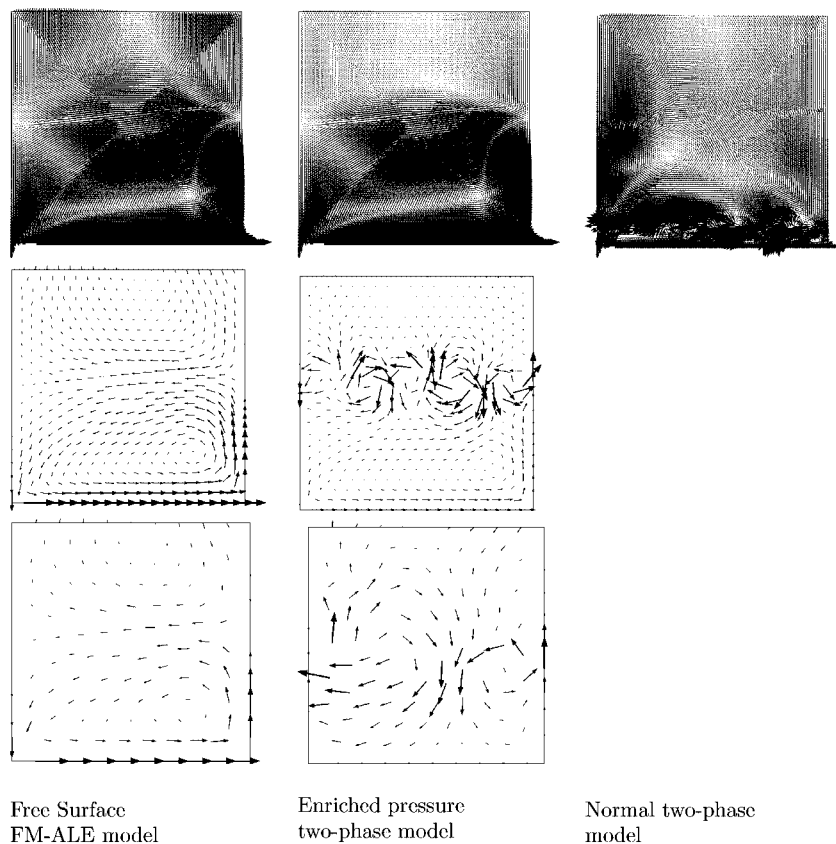 Free Surface
FM-ALE model
Enriched pressure
two-phase model
Normal two-phase
model